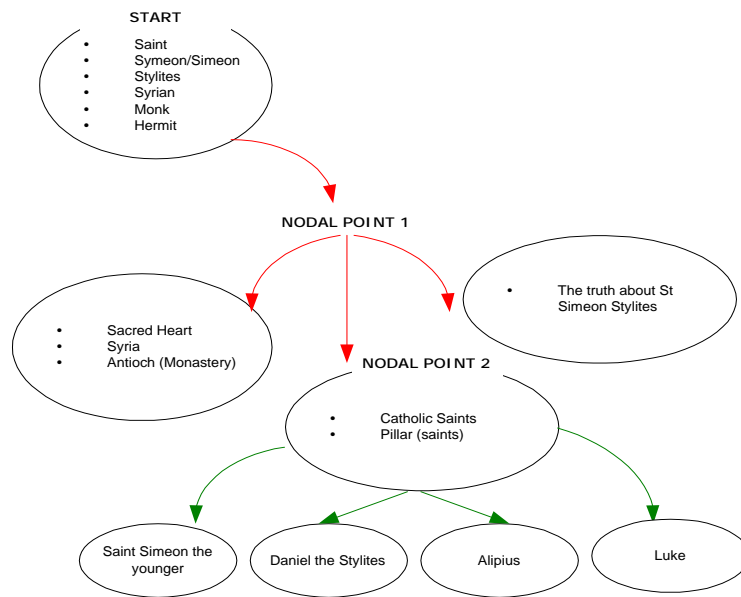 START
• Saint
• Symeon/Simeon
• Stylites
• Syrian
• Monk
• Hermit
NODAL POINT 1
• The truth about St
Simeon Stylites
• Sacred Heart
• Syria
• Antioch (Monastery)
NODAL POINT 2
• Catholic Saints
• Pillar (saints)
Saint Simeon the
younger
Daniel the Stylites
Alipius
Luke